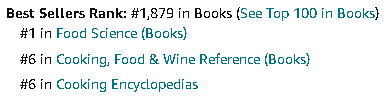 Best Sellers Rank: #1,879 in Books (See Top 100 in Books)
#1 in Food Science (Books)
#6 in Cooking, Food & Wine Reference (Books)
#6 in Cooking Encyclopedias